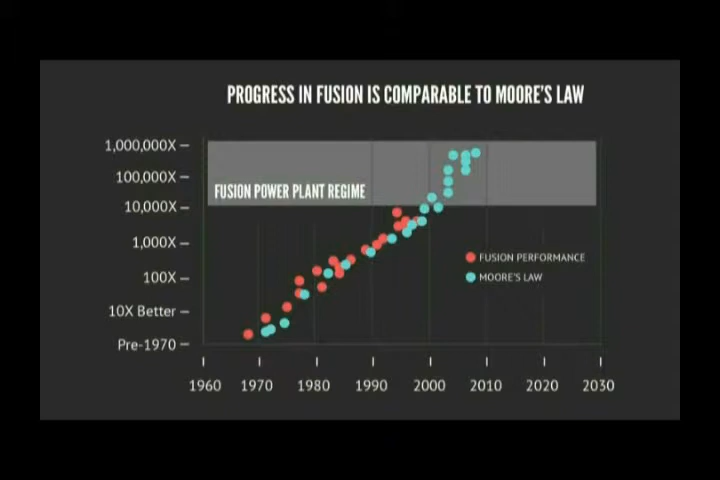 PROGRESS IN FUSION IS COMPARABLE TO MOORE'S LAW
1,000,000X
100,000X
FUSION POWER PLANT REGIME
10,000X
1,000X
FUSION PERFORMANCE
100X
MOORE'S LAW
10X Better
Pre-1970
1960 1970 1980 1990 2000 2010 2020 2030